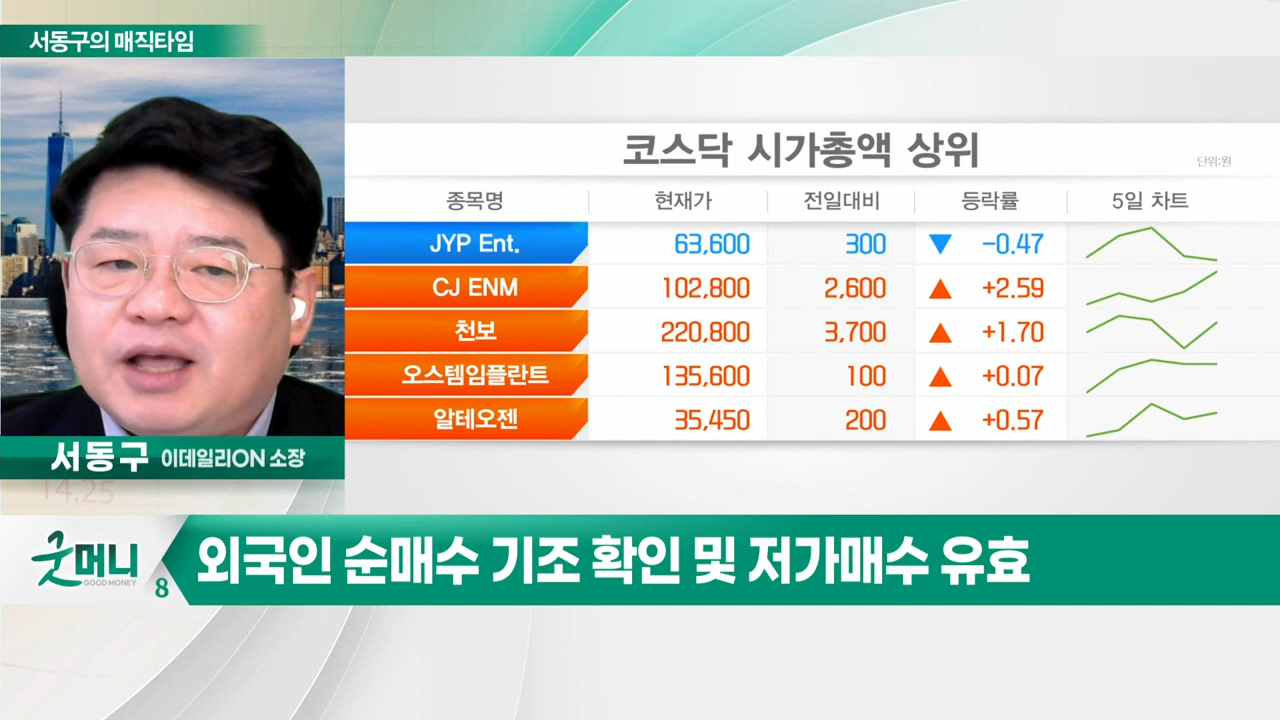 서동구의 매직타임
코스닥 시가총액 상위
단위:원
종목명 현재가 전일대비 등락률 5일 차트
JYP Ent. 63,600 300 ▼ -0.47
CJ ENM 102,800 2,600 ▲ +2.59
천보 220,800 3,700 ▲ +1.70
오스템임플란트 135,600 100 ▲ +0.07
알테오젠 35,450 200 ▲ +0.57
서동구 이데일리ON 소장
14.25
굿머니
GOOD MONEY
8
외국인 순매수 기조 확인 및 저가매수 유효